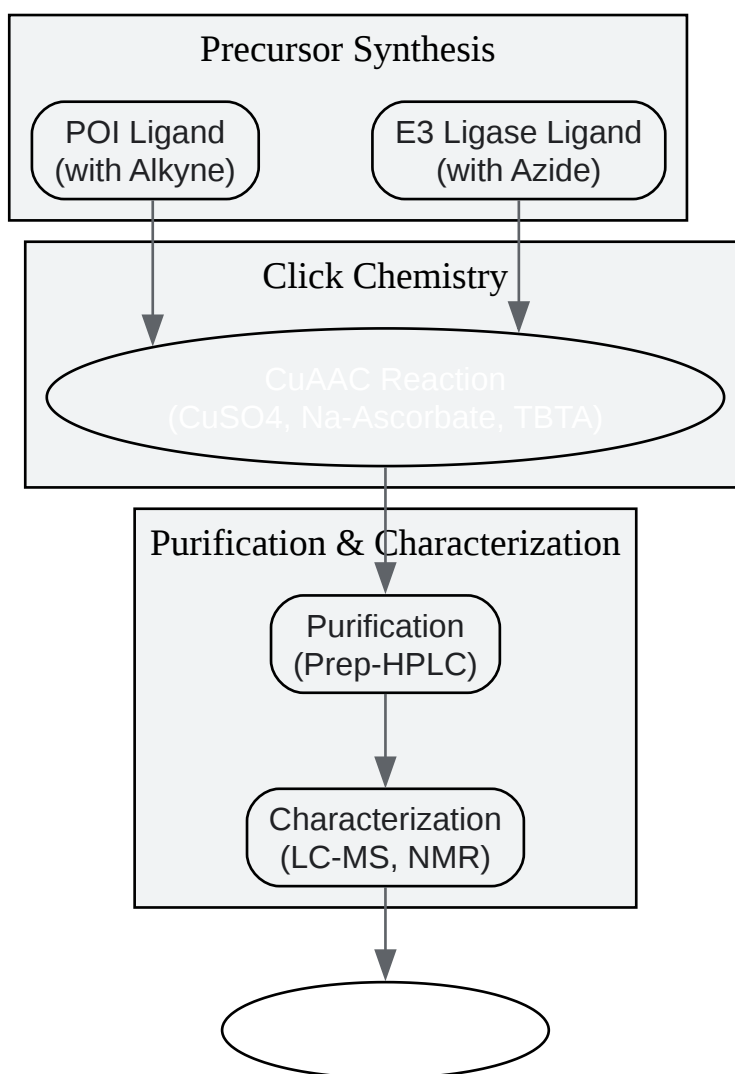 Precursor Synthesis
POI Ligand
(with Alkyne)
E3 Ligase Ligand
(with Azide)
Click Chemistry
CuAAC Reaction
(CuSO4, Na-Ascorbate, TBTA)
Purification & Characterization
Purification
(Prep-HPLC)
Characterization
(LC-MS, NMR)